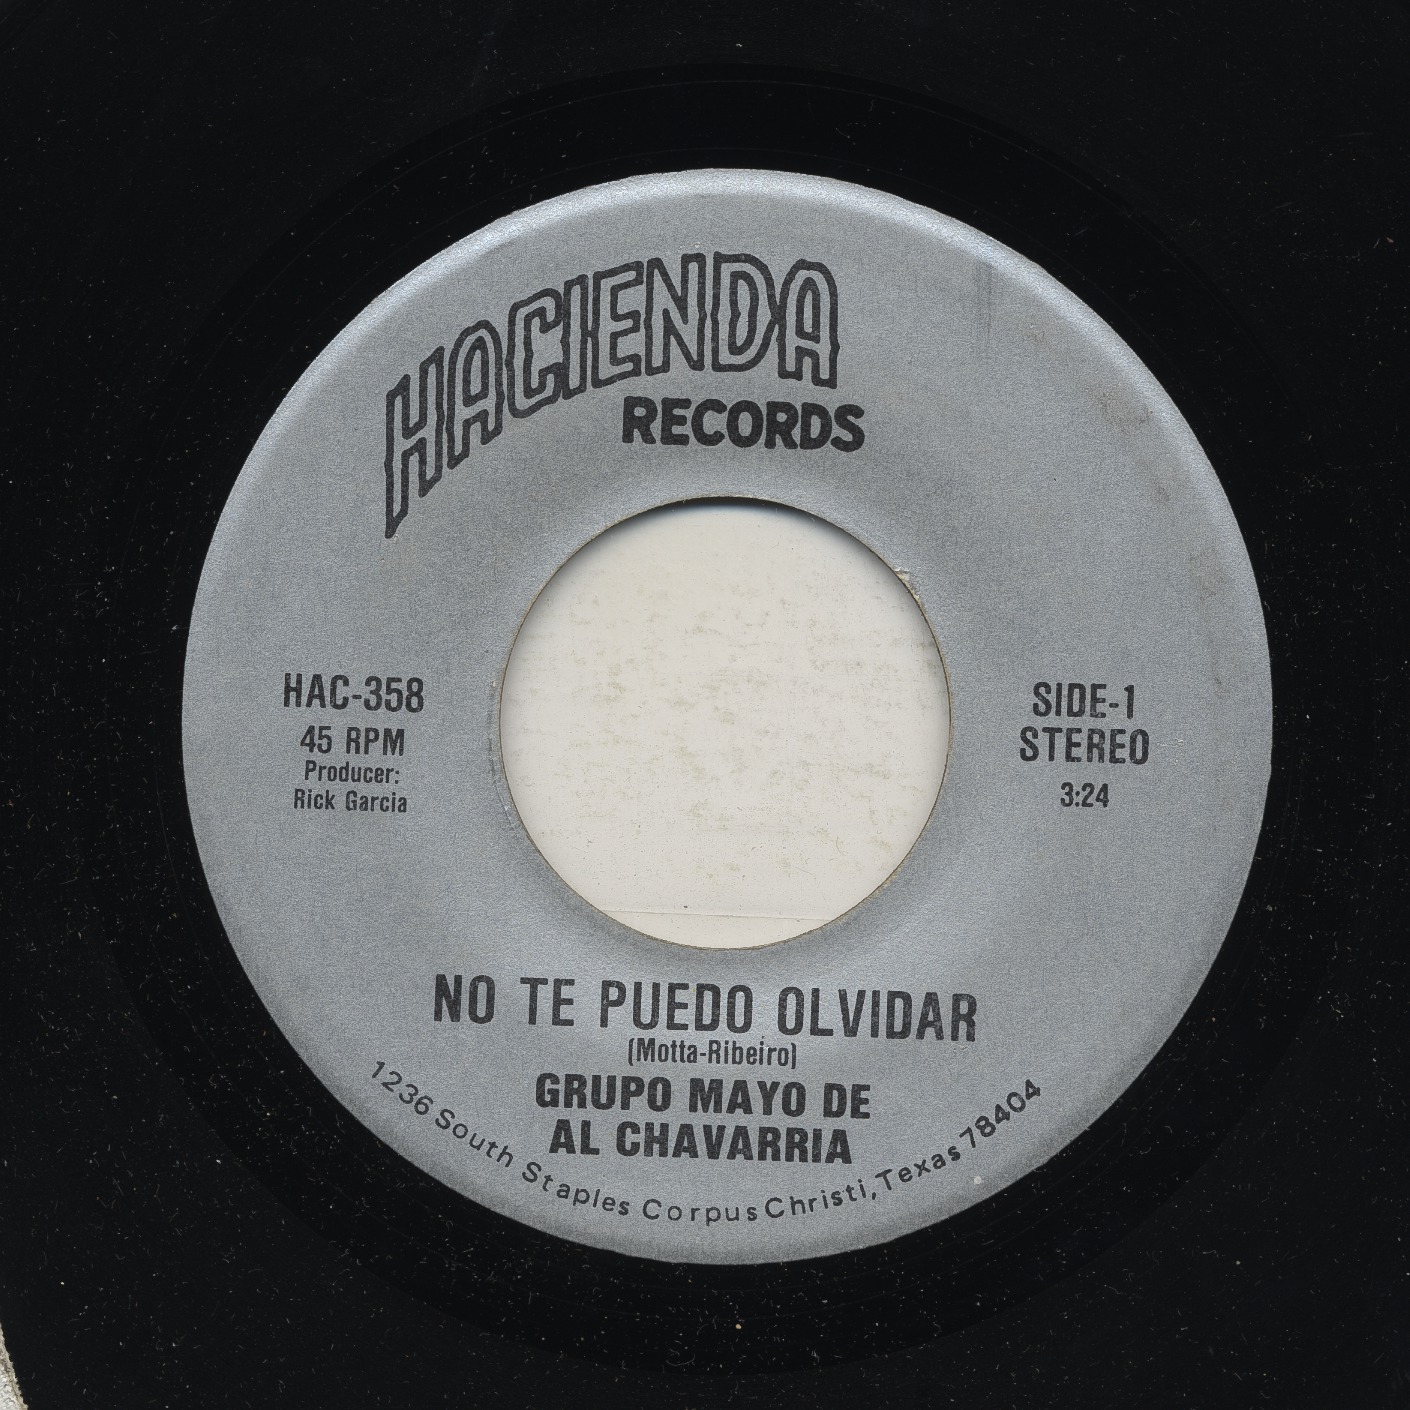 HACIENDA
RECORDS
HAC-358
45 RPM
Producer:
Rick Garcia
SIDE-1
STEREO
3:24
NO TE PUEDO OLVIDAR
(Motta-Ribeiro)
GRUPO MAYO DE
AL CHAVARRIA
1236 South Staples Corpus Christi, Texas 78404